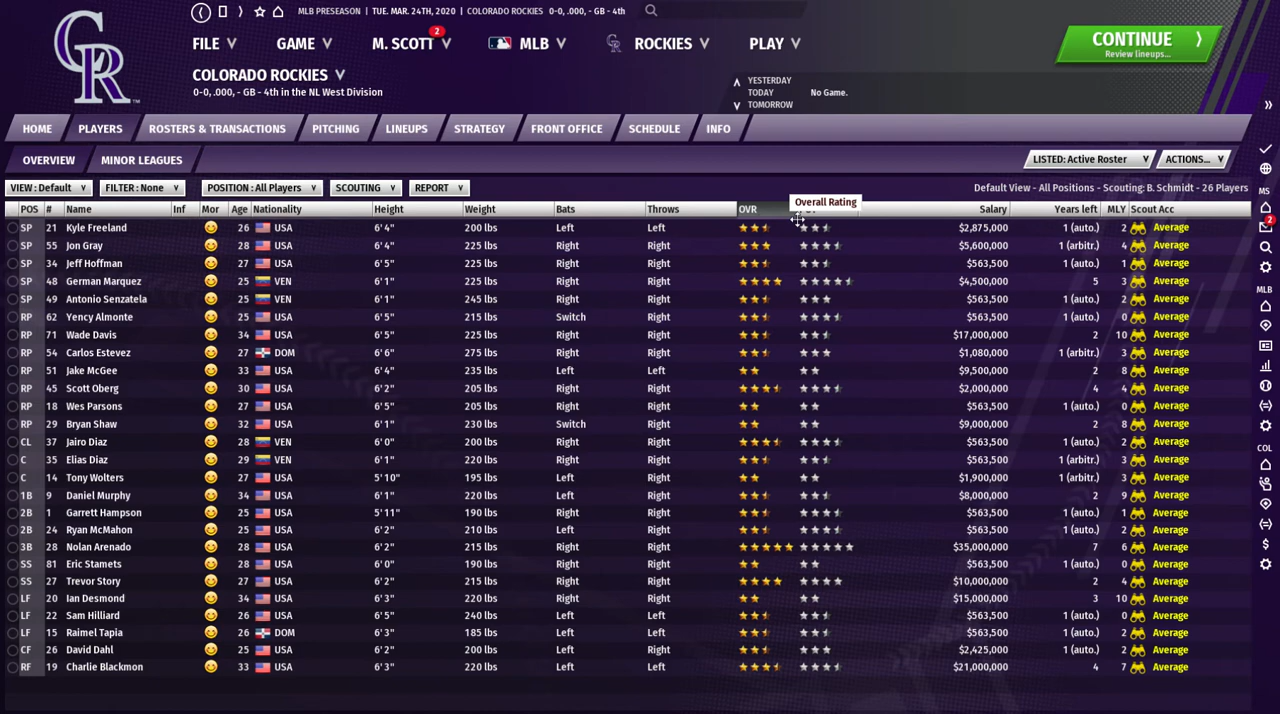 MLB PRESEASON | TUE. MAR. 24TH, 2020 | COLORADO ROCKIES 0-0, .000, - GB - 4th
FILE GAME M. SCOTT 2 MLB ROCKIES PLAY
CONTINUE
Review lineups...
COLORADO ROCKIES
0-0, .000, - GB - 4th in the NL West Division
YESTERDAY
TODAY No Game.
TOMORROW
HOME PLAYERS ROSTERS & TRANSACTIONS PITCHING LINEUPS STRATEGY FRONT OFFICE SCHEDULE INFO
OVERVIEW MINOR LEAGUES LISTED: Active Roster ACTIONS...
VIEW : Default FILTER : None POSITION : All Players SCOUTING REPORT Default View - All Positions - Scouting: B. Schmidt - 26 Players
Overall Rating
POS # Name Inf Mor Age Nationality Height Weight Bats Throws OVR Salary Years left MLY Scout Acc
SP 21 Kyle Freeland 26 USA 6' 4" 200 lbs Left Left $2,875,000 1 (auto.) 2 Average
SP 55 Jon Gray 28 USA 6' 4" 225 lbs Right Right $5,600,000 1 (arbitr.) 4 Average
SP 34 Jeff Hoffman 27 USA 6' 5" 225 lbs Right Right $563,500 1 (auto.) 1 Average
SP 48 German Marquez 25 VEN 6' 1" 225 lbs Right Right $4,500,000 5 3 Average
SP 49 Antonio Senzatela 25 VEN 6' 1" 245 lbs Right Right $563,500 1 (auto.) 2 Average
RP 62 Yency Almonte 25 USA 6' 5" 215 lbs Switch Right $563,500 1 (auto.) 0 Average
RP 71 Wade Davis 34 USA 6' 5" 225 lbs Right Right $17,000,000 2 10 Average
RP 54 Carlos Estevez 27 DOM 6' 6" 275 lbs Right Right $1,080,000 1 (arbitr.) 3 Average
RP 51 Jake McGee 33 USA 6' 4" 235 lbs Left Left $9,500,000 2 8 Average
RP 45 Scott Oberg 30 USA 6' 2" 205 lbs Right Right $2,000,000 4 4 Average
RP 18 Wes Parsons 27 USA 6' 5" 205 lbs Right Right $563,500 1 (auto.) 0 Average
RP 29 Bryan Shaw 32 USA 6' 1" 230 lbs Switch Right $9,000,000 2 8 Average
CL 37 Jairo Diaz 28 VEN 6' 0" 200 lbs Right Right $563,500 1 (auto.) 2 Average
C 35 Elias Diaz 29 VEN 6' 1" 220 lbs Right Right $563,500 1 (arbitr.) 3 Average
C 14 Tony Wolters 27 USA 5' 10" 195 lbs Left Right $1,900,000 1 (arbitr.) 3 Average
1B 9 Daniel Murphy 34 USA 6' 1" 220 lbs Left Right $8,000,000 2 9 Average
2B 1 Garrett Hampson 25 USA 5' 11" 190 lbs Right Right $563,500 1 (auto.) 1 Average
2B 24 Ryan McMahon 25 USA 6' 2" 210 lbs Left Right $563,500 1 (auto.) 2 Average
3B 28 Nolan Arenado 28 USA 6' 2" 215 lbs Right Right $35,000,000 7 6 Average
SS 81 Eric Stamets 28 USA 6' 0" 190 lbs Right Right $563,500 1 (auto.) 0 Average
SS 27 Trevor Story 27 USA 6' 2" 215 lbs Right Right $10,000,000 2 4 Average
LF 20 Ian Desmond 34 USA 6' 3" 220 lbs Right Right $15,000,000 3 10 Average
LF 22 Sam Hilliard 26 USA 6' 5" 240 lbs Left Left $563,500 1 (auto.) 0 Average
LF 15 Raimel Tapia 26 DOM 6' 3" 185 lbs Left Left $563,500 1 (auto.) 2 Average
CF 26 David Dahl 25 USA 6' 2" 200 lbs Left Right $2,425,000 1 (auto.) 2 Average
RF 19 Charlie Blackmon 33 USA 6' 3" 220 lbs Left Left $21,000,000 4 7 Average
MS
2
MLB
COL
CR